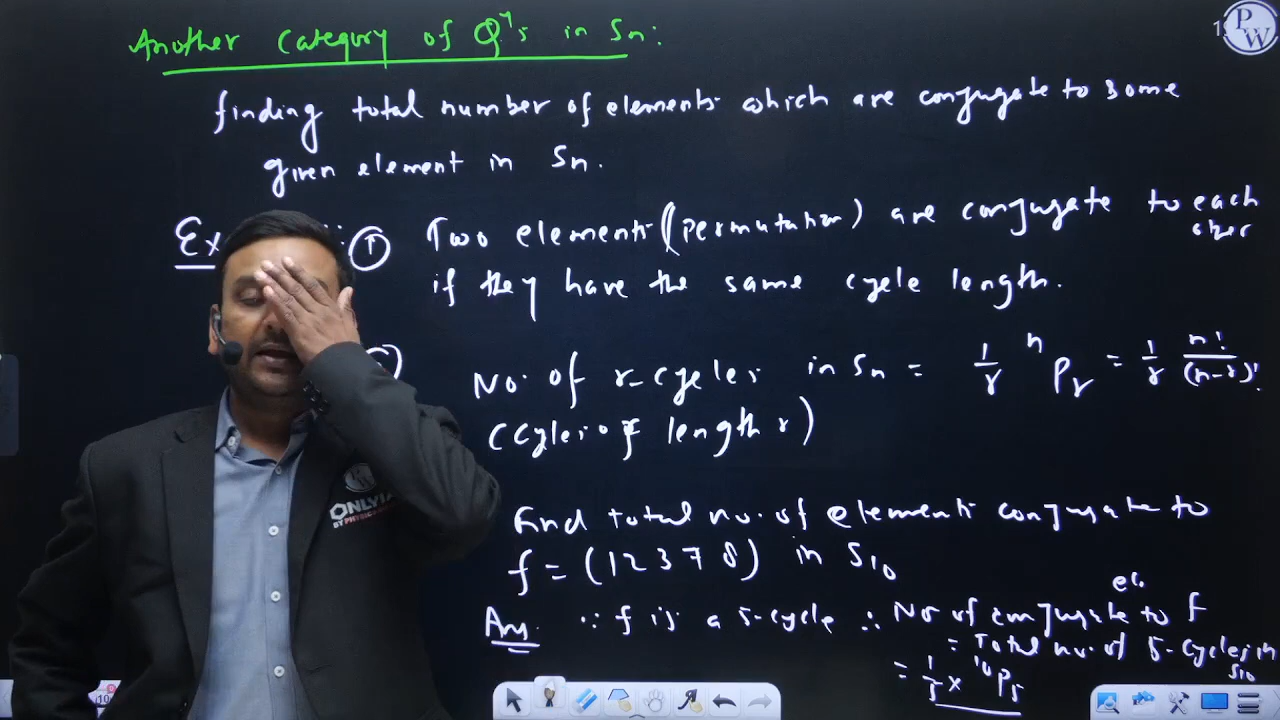 Another category of Q's in Sn:
PW
finding total number of elements which are conjugate to some
given element in Sn.
Ex
① Two elements (permutation) are conjugate to each other
if they have the same cycle length.
No. of r-cycles in Sn = 1/r nPr = 1/r n!/(n-r)!
(Cycles of length r)
Find total no. of elements conjugate to
f = (1 2 3 7 8) in S10
Ans. ∵ f is a 5-cycle ∴ No of conjugate el. to f
= Total no. of 5-cycles in S10
= 1/5 × 10P5